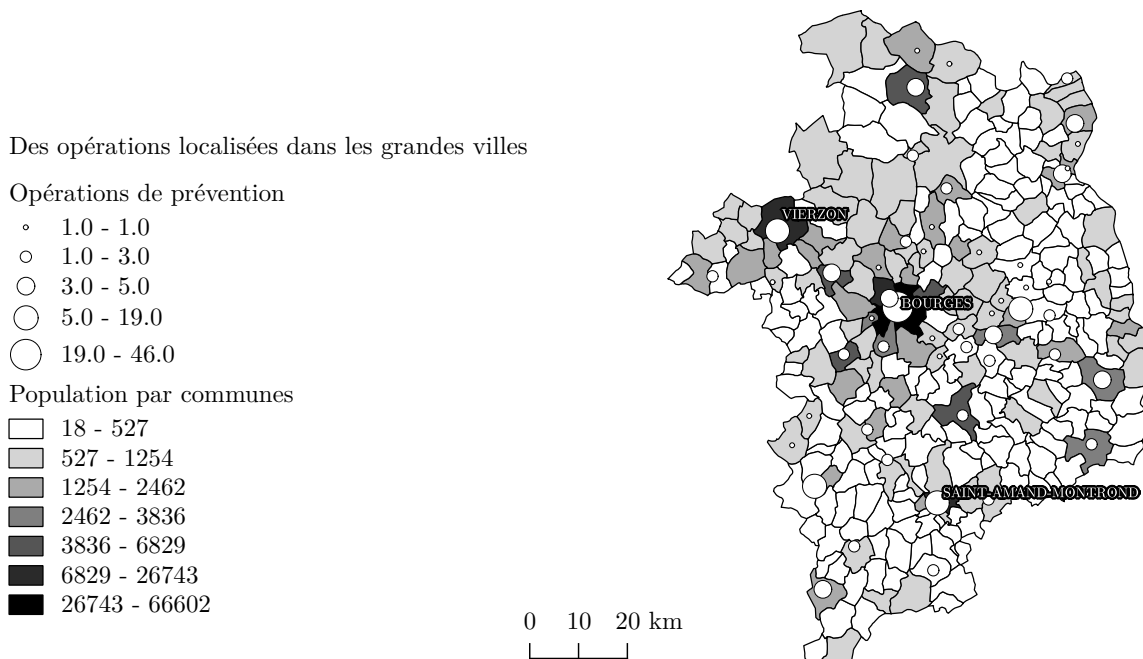 Des opérations localisées dans les grandes villes
Opérations de prévention
1.0 - 1.0
1.0 - 3.0
3.0 - 5.0
5.0 - 19.0
19.0 - 46.0
Population par communes
18 - 527
527 - 1254
1254 - 2462
2462 - 3836
3836 - 6829
6829 - 26743
26743 - 66602
0 10 20 km
VIERZON
BOURGES
SAINT-AMAND-MONTROND